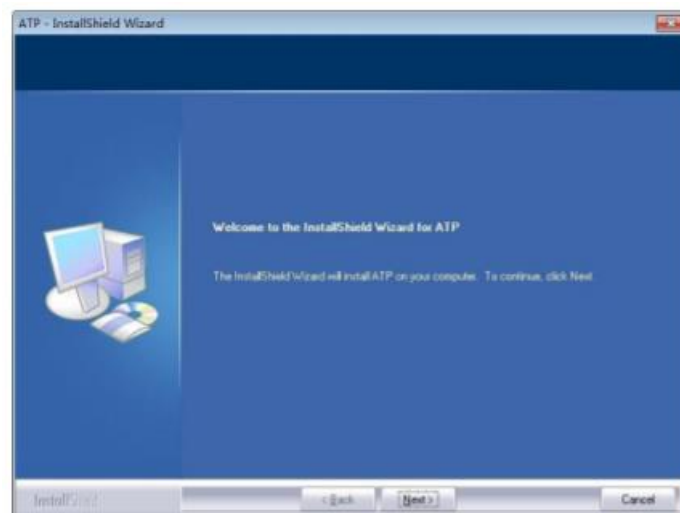 ATP - InstallShield Wizard
Welcome to the InstallShield Wizard for ATP
The InstallShield Wizard will install ATP on your computer. To continue, click Next.
InstallShield
< Back
Next >
Cancel